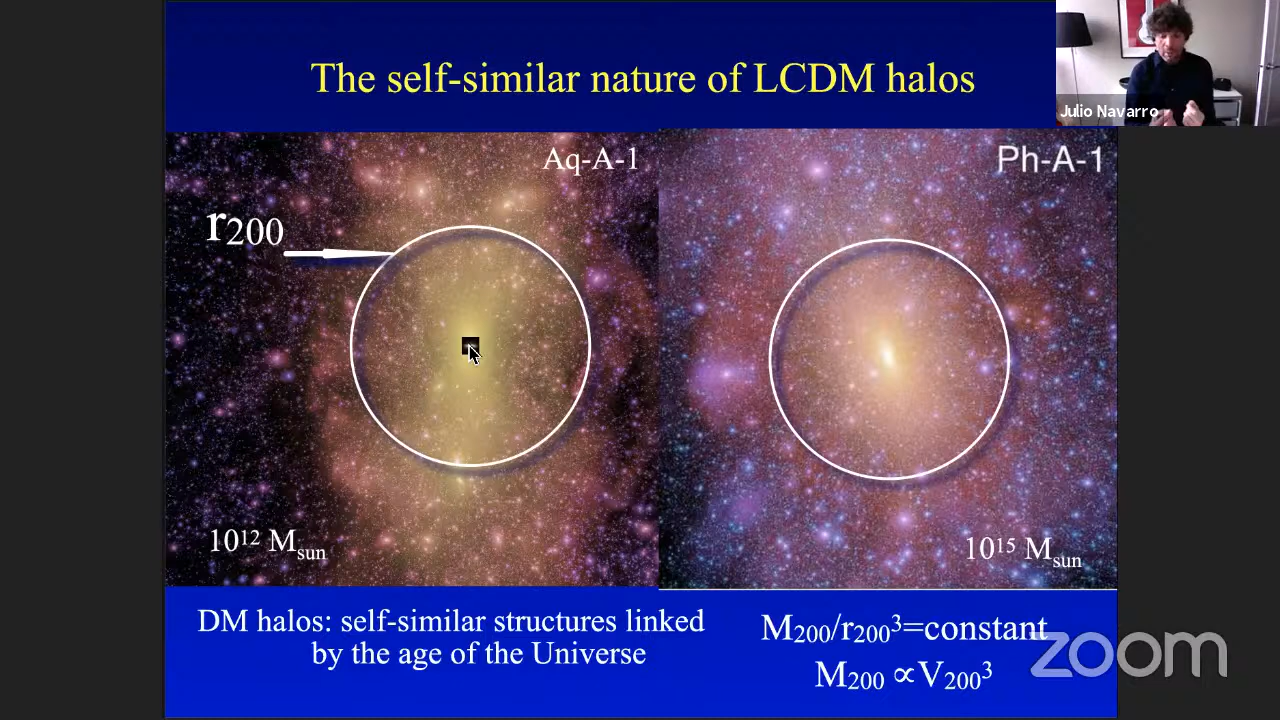 The self-similar nature of LCDM halos
Julio Navarro
Aq-A-1
Ph-A-1
r₂₀₀
10¹² Mₛᵤₙ
10¹⁵ Mₛᵤₙ
DM halos: self-similar structures linked
by the age of the Universe
M₂₀₀/r₂₀₀³=constant
M₂₀₀ ∝V₂₀₀³
zoom